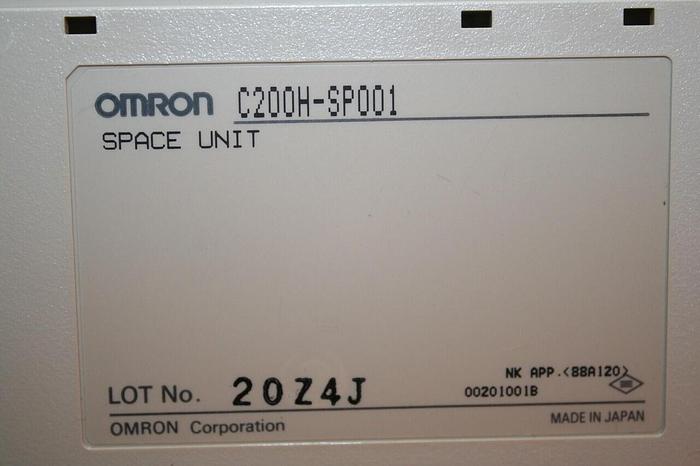 OMRON C200H-SP001
SPACE UNIT
NK APP.<88A120>
LOT No. 20Z4J 00201001B
OMRON Corporation MADE IN JAPAN